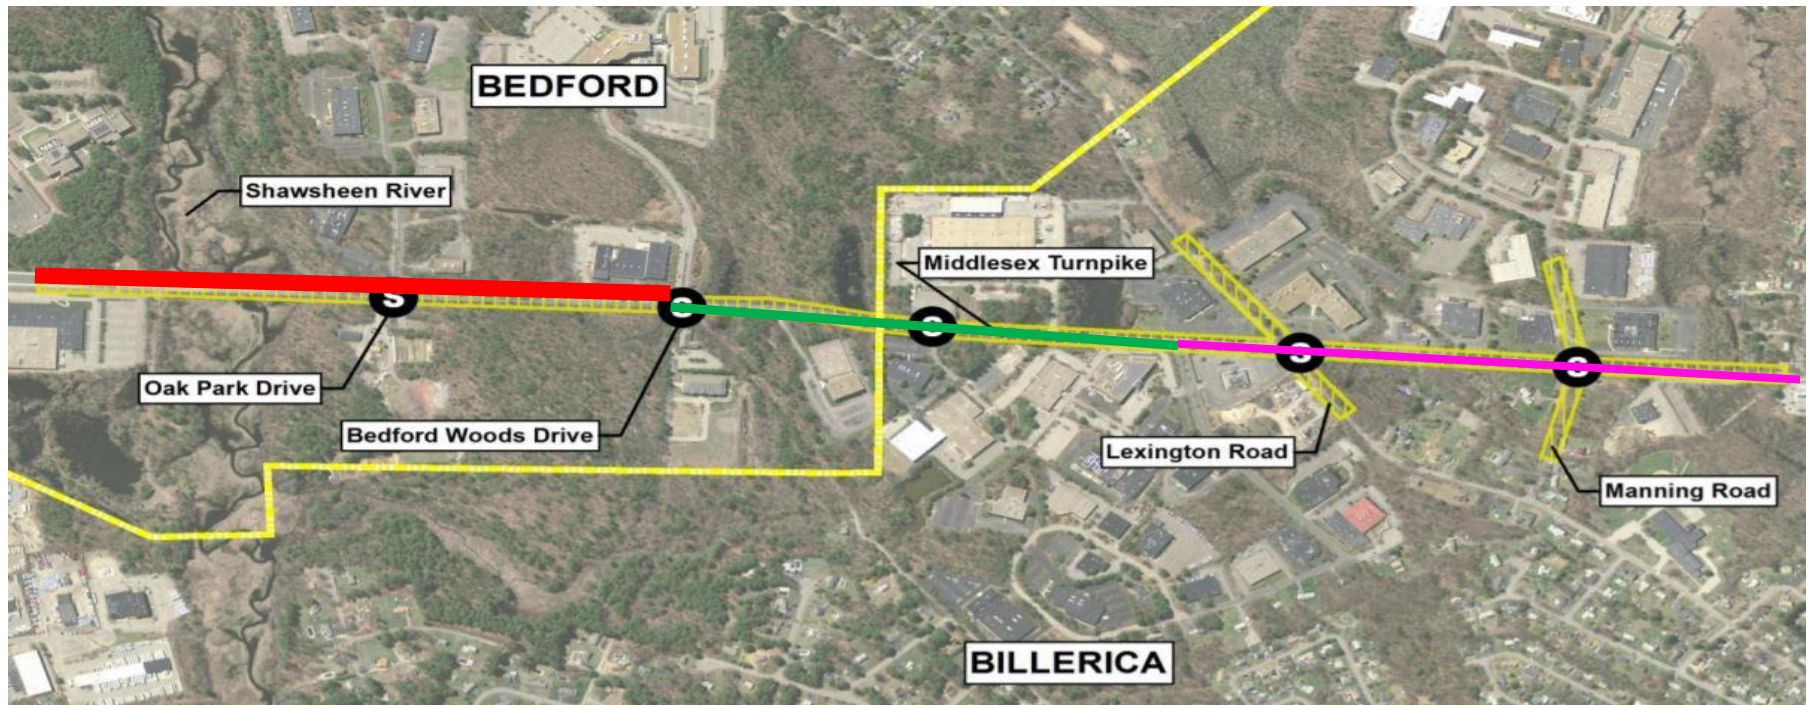 BEDFORD
Shawsheen River
Middlesex Turnpike
S
S
S
S
S
Oak Park Drive
Bedford Woods Drive
Lexington Road
Manning Road
BILLERICA